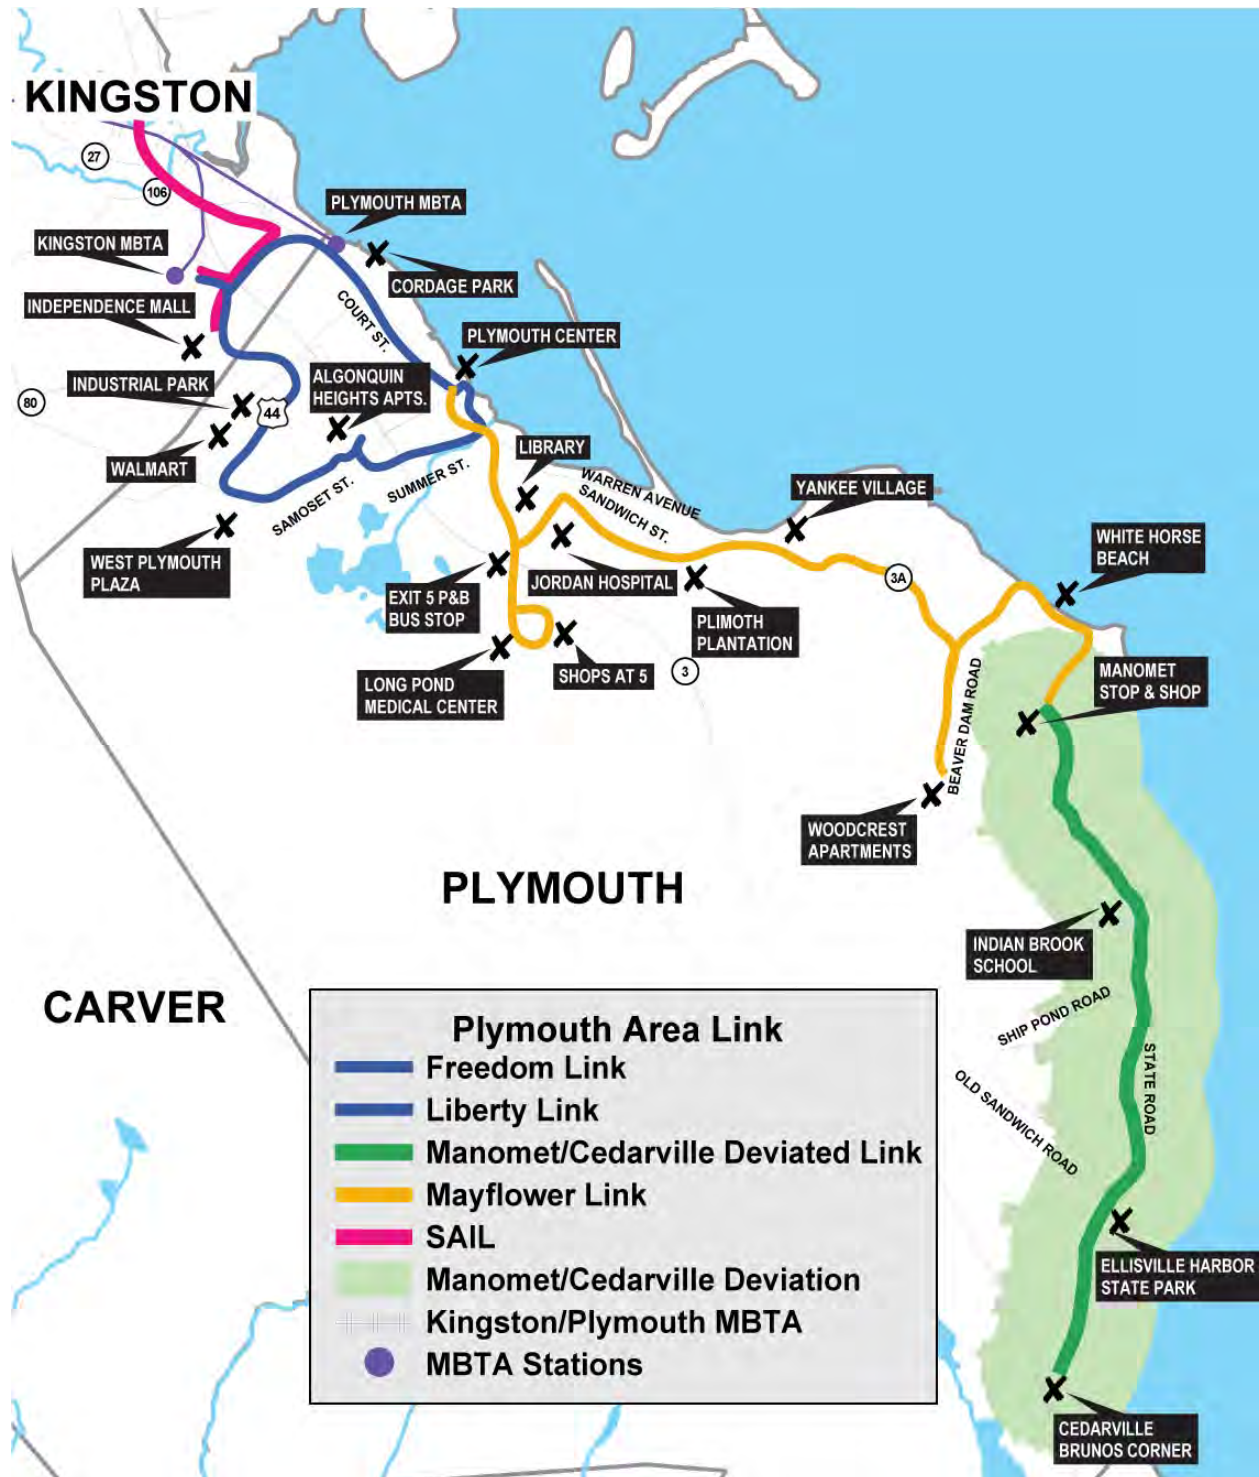 KINGSTON
27
106
PLYMOUTH MBTA
KINGSTON MBTA
CORDAGE PARK
INDEPENDENCE MALL
COURT ST.
PLYMOUTH CENTER
INDUSTRIAL PARK
ALGONQUIN
HEIGHTS APTS.
80
44
WALMART
LIBRARY
SUMMER ST.
SAMOSET ST.
WARREN AVENUE
SANDWICH ST.
YANKEE VILLAGE
WHITE HORSE
BEACH
WEST PLYMOUTH
PLAZA
JORDAN HOSPITAL
3A
EXIT 5 P&B
BUS STOP
PLIMOTH
PLANTATION
LONG POND
MEDICAL CENTER
SHOPS AT 5
3
MANOMET
STOP & SHOP
BEAVER DAM ROAD
WOODCREST
APARTMENTS
PLYMOUTH
INDIAN BROOK
SCHOOL
CARVER
SHIP POND ROAD
STATE ROAD
OLD SANDWICH ROAD
ELLISVILLE HARBOR
STATE PARK
CEDARVILLE
BRUNOS CORNER
Plymouth Area Link
Freedom Link
Liberty Link
Manomet/Cedarville Deviated Link
Mayflower Link
SAIL
Manomet/Cedarville Deviation
Kingston/Plymouth MBTA
MBTA Stations